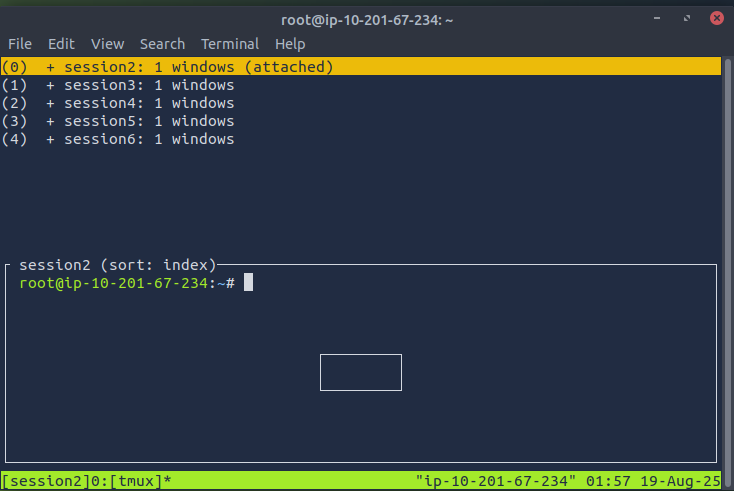 root@ip-10-201-67-234: ~
File Edit View Search Terminal Help
(0) + session2: 1 windows (attached)
(1) + session3: 1 windows
(2) + session4: 1 windows
(3) + session5: 1 windows
(4) + session6: 1 windows
session2 (sort: index)
root@ip-10-201-67-234:~#
[session2]0:[tmux]* "ip-10-201-67-234" 01:57 19-Aug-25